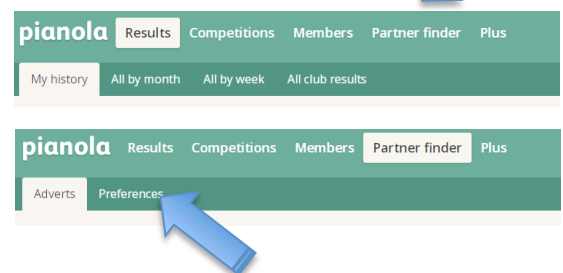 pianola Results Competitions Members Partner finder Plus
My history All by month All by week All club results
pianola Results Competitions Members Partner finder Plus
Adverts Preferences